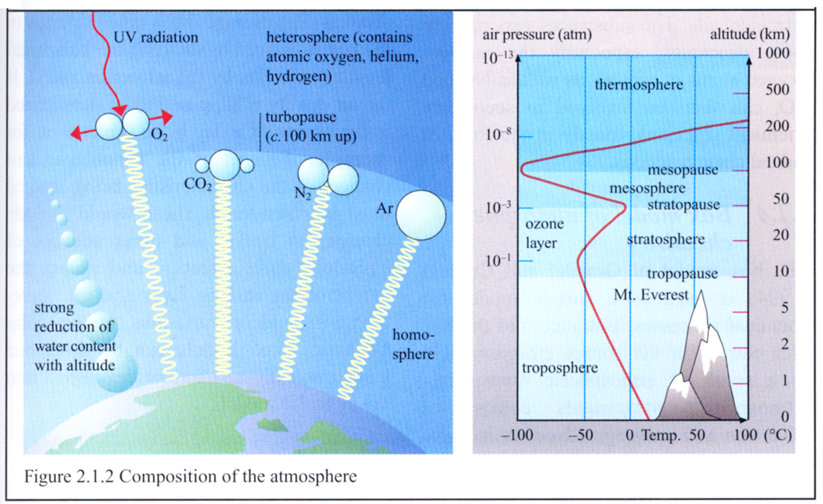 UV radiation
heterosphere (contains
atomic oxygen, helium,
hydrogen)
turbopause
(c.100 km up)
O₂
CO₂
N₂
Ar
strong
reduction of
water content
with altitude
homo-
sphere
air pressure (atm)
altitude (km)
10⁻¹³
1000
thermosphere
500
200
10⁻⁸
100
mesopause
mesosphere
50
stratopause
10⁻³
ozone
layer
20
stratosphere
10⁻¹
10
tropopause
Mt. Everest
5
2
troposphere
1
0
−100 −50 0 Temp. 50 100 (°C)
Figure 2.1.2 Composition of the atmosphere